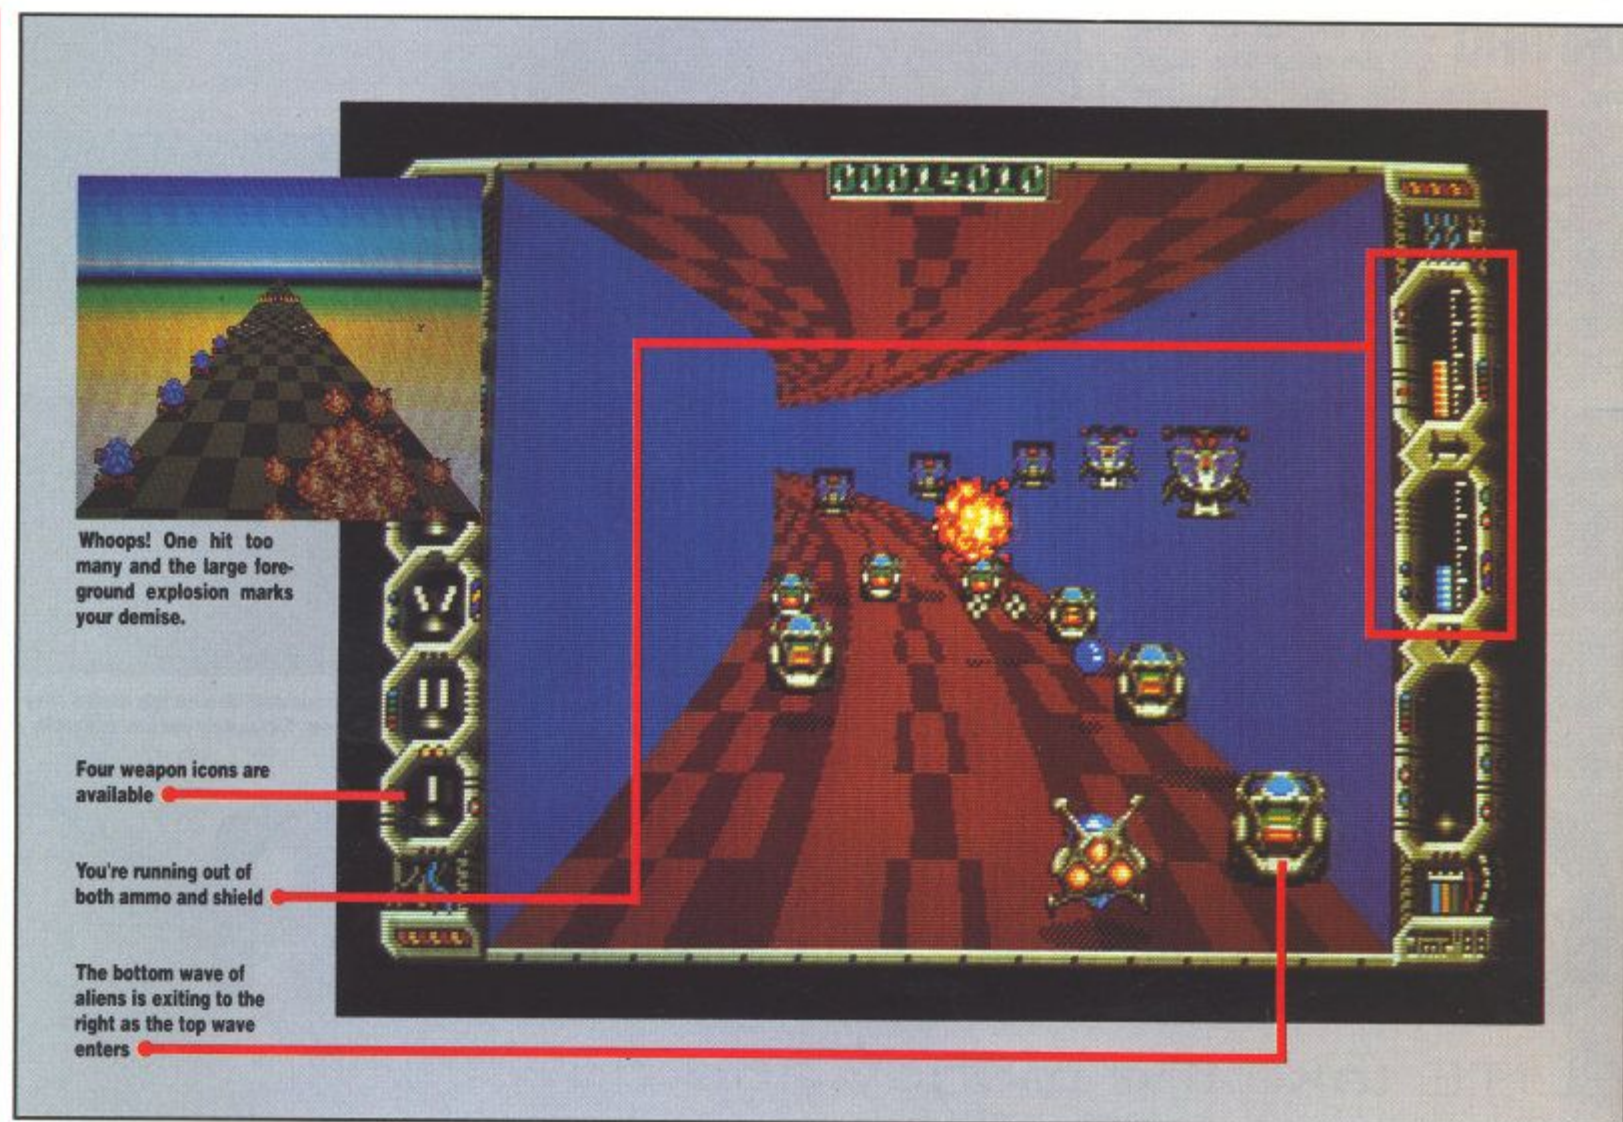 00014010
Whoops! One hit too
many and the large fore-
ground explosion marks
your demise.
Four weapon icons are
available
You're running out of
both ammo and shield
The bottom wave of
aliens is exiting to the
right as the top wave
enters